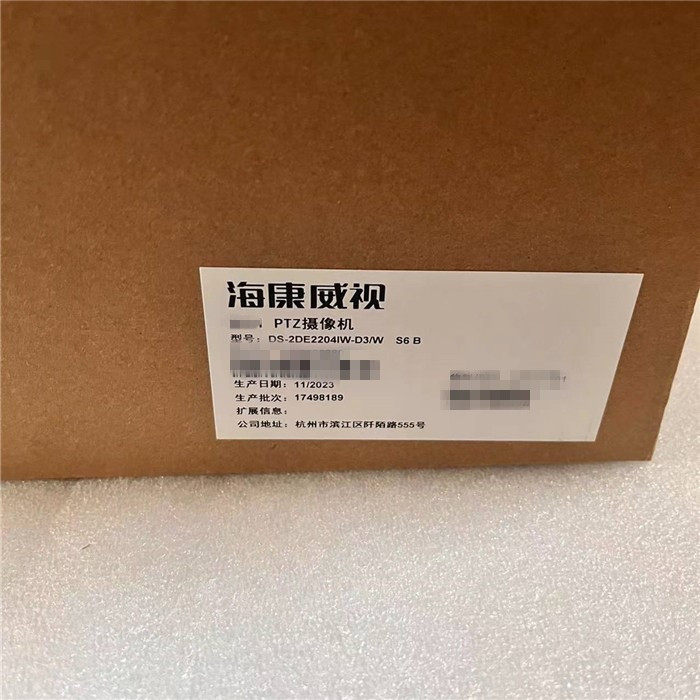 海康威视
PTZ摄像机
型号: DS-2DE2204IW-D3/W S6 B
生产日期: 11/2023
生产批次: 17498189
扩展信息:
公司地址: 杭州市滨江区阡陌路555号